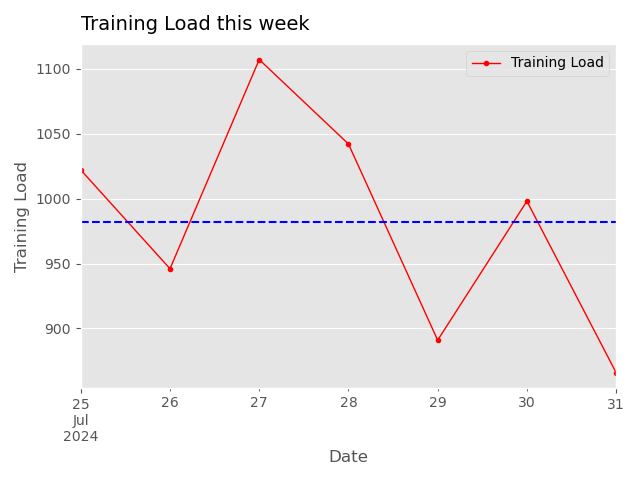 Training Load this week
Training Load
1100
1050
1000
950
900
Training Load
25 26 27 28 29 30 31
Jul
2024
Date